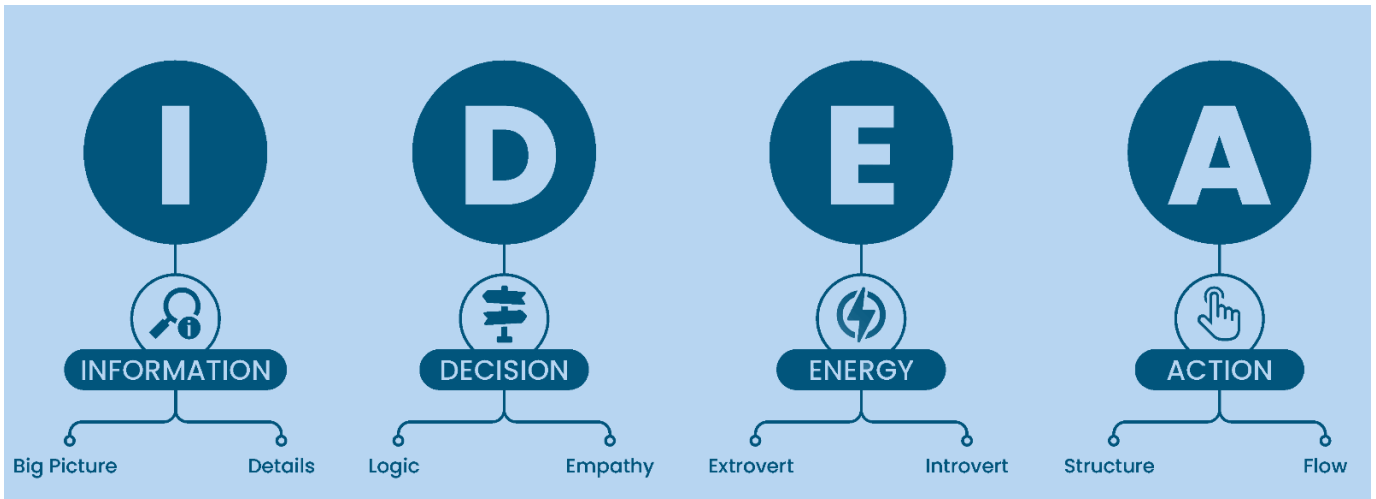 I D E A
INFORMATION DECISION ENERGY ACTION
Big Picture Details Logic Empathy Extrovert Introvert Structure Flow